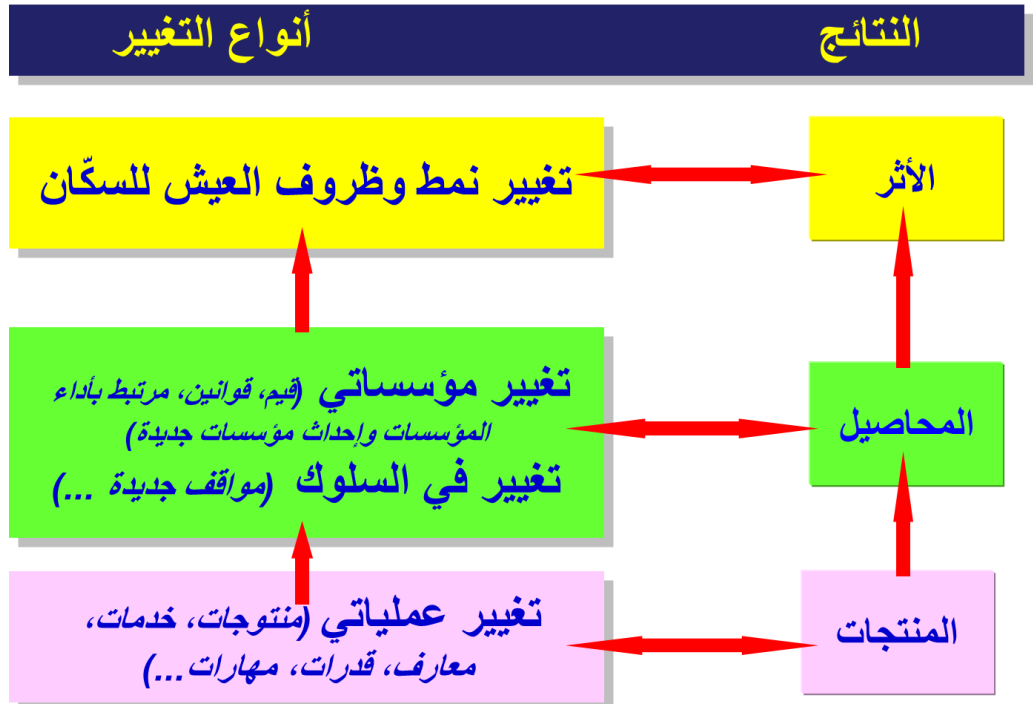 النتائج
أنواع التغيير
الأثر
تغيير نمط وظروف العيش للسكّان
المحاصيل
تغيير مؤسساتي (قيم، قوانين، مرتبط بأداء
المؤسسات وإحداث مؤسسات جديدة)
تغيير في السلوك (مواقف جديدة ...)
المنتجات
تغيير عملياتي (منتوجات، خدمات،
معارف، قدرات، مهارات...)